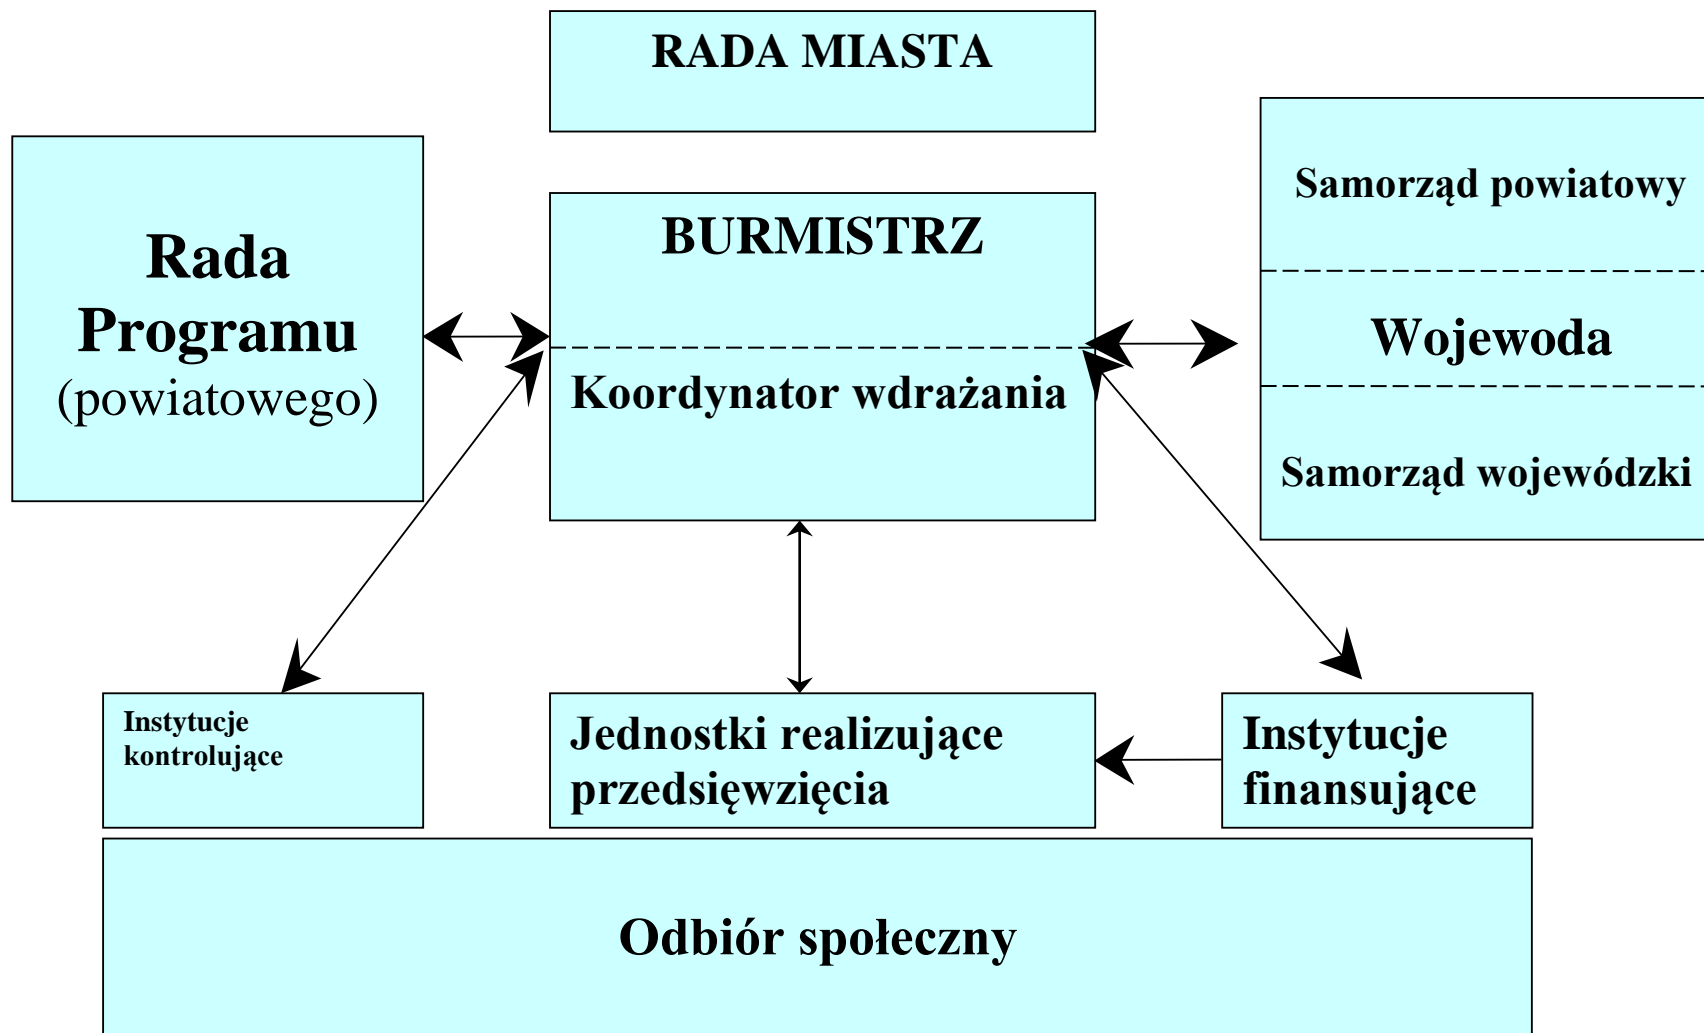 RADA MIASTA
Rada
Programu
(powiatowego)
BURMISTRZ
Koordynator wdrażania
Samorząd powiatowy
Wojewoda
Samorząd wojewódzki
Instytucje
kontrolujące
Jednostki realizujące
przedsięwzięcia
Instytucje
finansujące
Odbiór społeczny